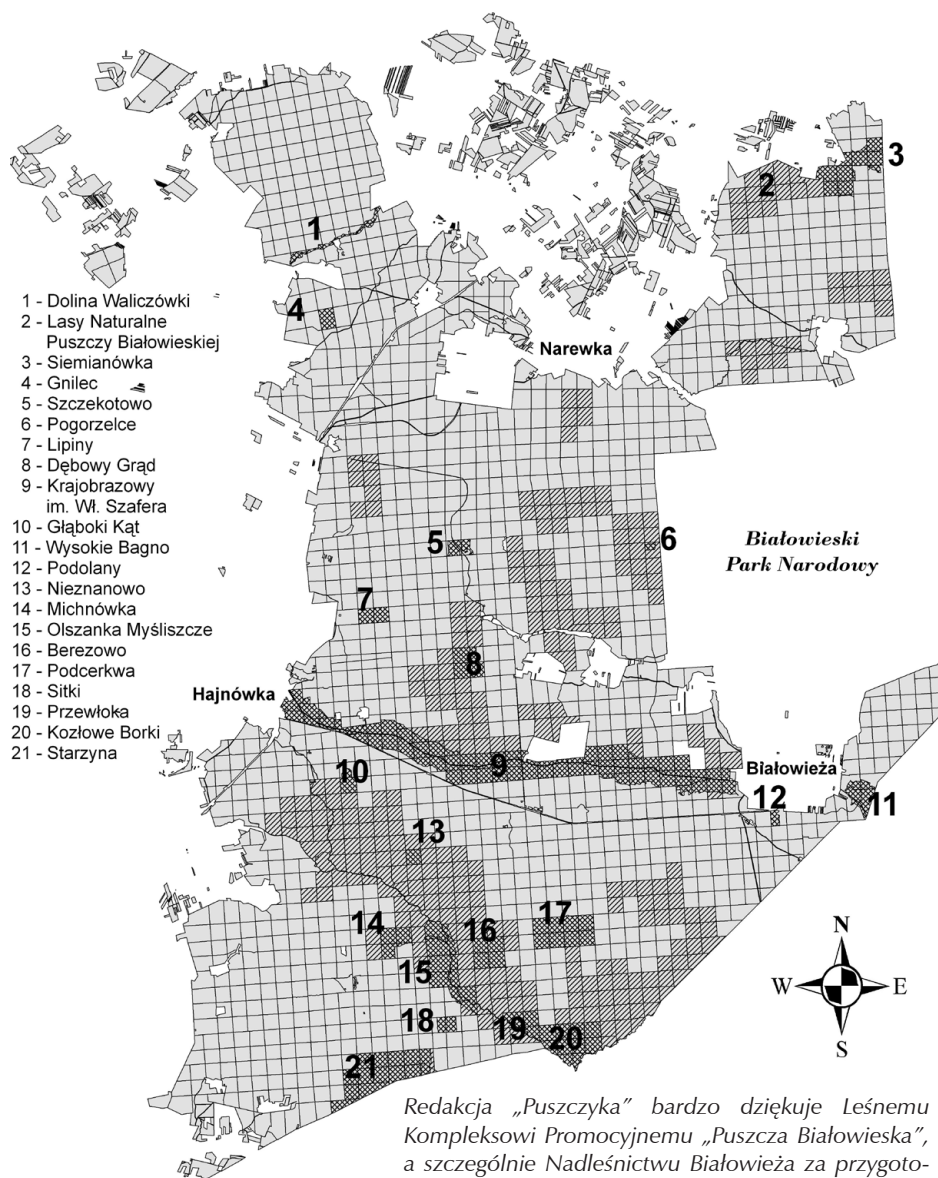 1
2
3
4
1 - Dolina Waliczówki
2 - Lasy Naturalne
Puszczy Białowieskiej
3 - Siemianówka
4 - Gnilec
5 - Szczekotowo
6 - Pogorzelce
7 - Lipiny
8 - Dębowy Grąd
9 - Krajobrazowy
im. Wł. Szafera
10 - Głąboki Kąt
11 - Wysokie Bagno
12 - Podolany
13 - Nieznanowo
14 - Michnówka
15 - Olszanka Myśliszcze
16 - Berezowo
17 - Podcerkwa
18 - Sitki
19 - Przewłoka
20 - Kozłowe Borki
21 - Starzyna
Narewka
5
6
Białowieski
Park Narodowy
7
8
Hajnówka
9
10
Białowieża
12
11
13
14
16
17
15
18
19
20
21
N
W
E
S
Redakcja „Puszczyka” bardzo dziękuje Leśnemu
Kompleksowi Promocyjnemu „Puszcza Białowieska”,
a szczególnie Nadleśnictwu Białowieża za przygoto-